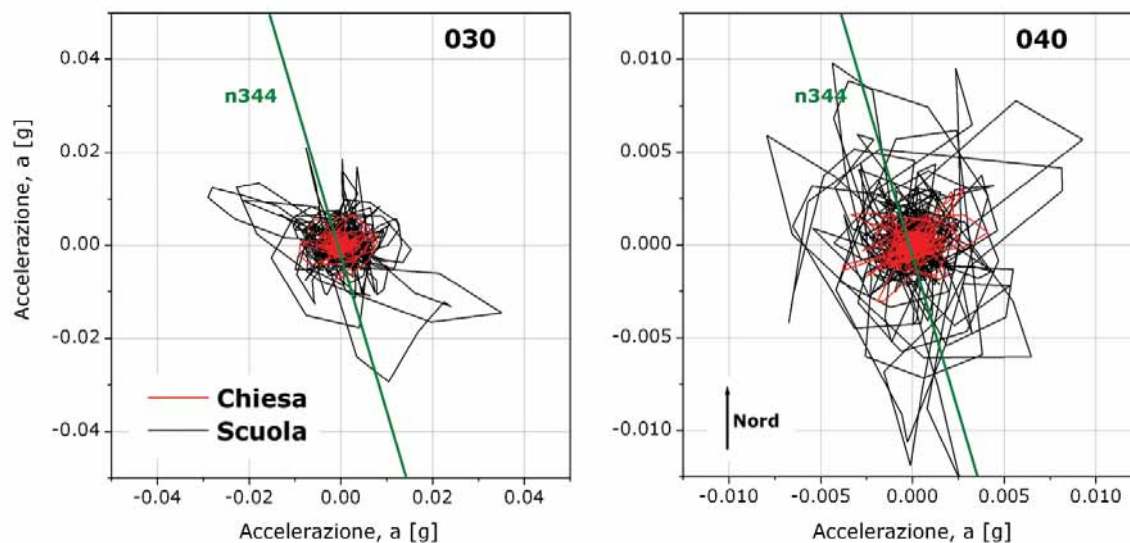 030
n344
0.04
0.02
0.00
-0.02
-0.04
Accelerazione, a [g]
Chiesa
Scuola
-0.04 -0.02 0.00 0.02 0.04
Accelerazione, a [g]
040
n344
0.010
0.005
0.000
-0.005
-0.010
Nord
-0.010 -0.005 0.000 0.005 0.010
Accelerazione, a [g]